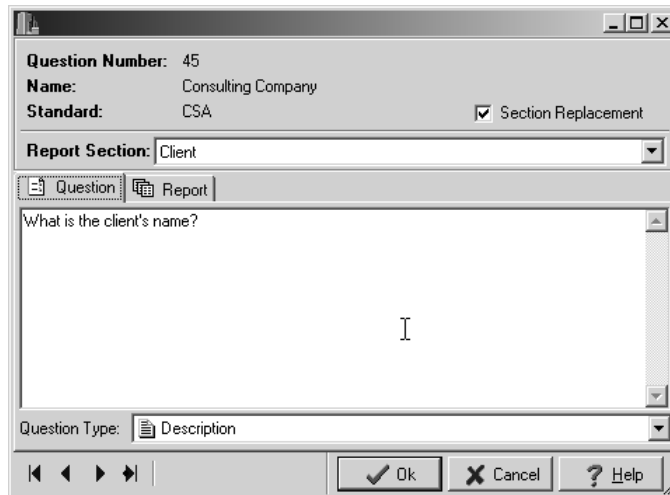 Question Number: 45
Name: Consulting Company
Standard: CSA
Section Replacement
Report Section: Client
Question Report
What is the client's name?
Question Type: Description
Ok Cancel Help